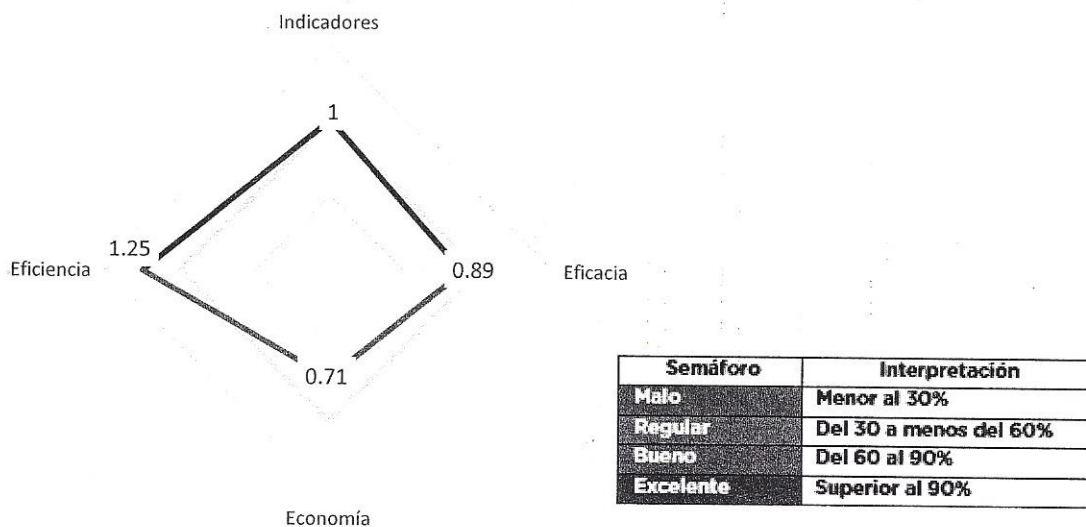 Indicadores
1
1.25
Eficiencia
0.89
Eficacia
0.71
Economía
Semáforo Interpretación
Malo Menor al 30%
Regular Del 30 a menos del 60%
Bueno Del 60 al 90%
Excelente Superior al 90%